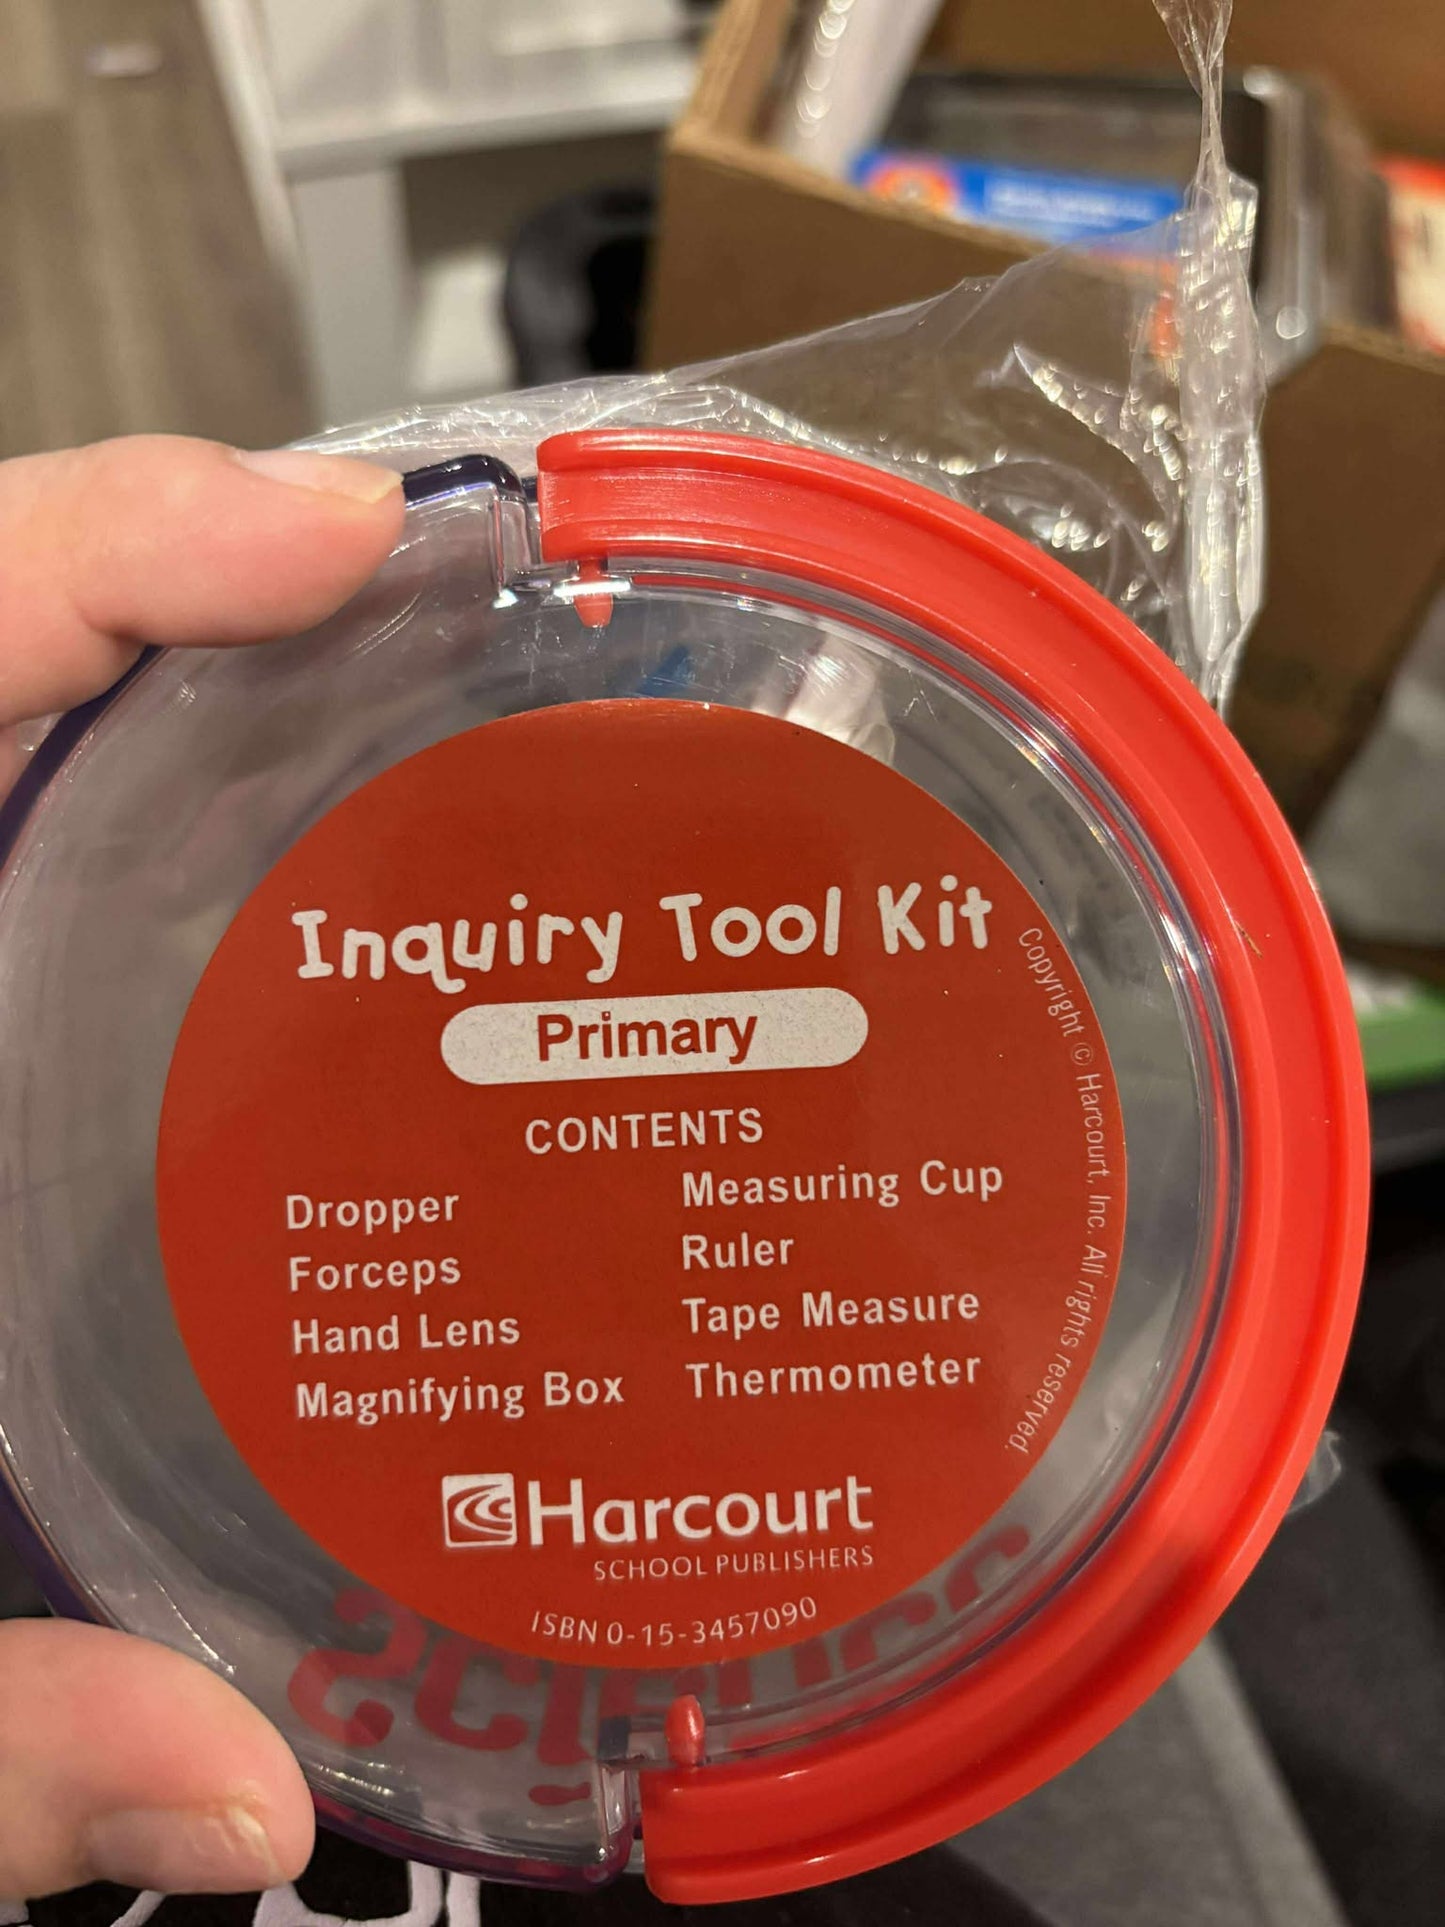 Inquiry Tool Kit
Primary
CONTENTS
Dropper
Forceps
Hand Lens
Magnifying Box
Measuring Cup
Ruler
Tape Measure
Thermometer
Copyright © Harcourt, Inc. All rights reserved.
Harcourt
SCHOOL PUBLISHERS
ISBN 0-15-3457090
Science